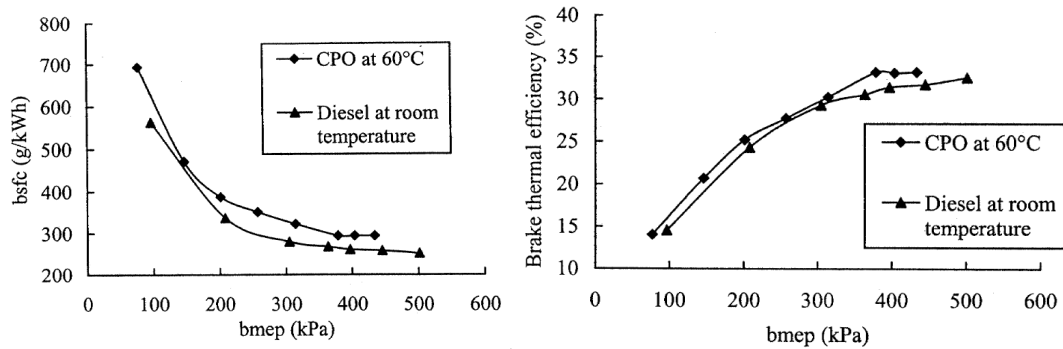 800
700
600
500
400
300
200
bsfc (g/kWh)
CPO at 60°C
Diesel at room
temperature
0
100
200
300
400
500
600
bmep (kPa)
40
35
30
25
20
15
10
Brake thermal efficiency (%)
CPO at 60°C
Diesel at room
temperature
0
100
200
300
400
500
600
bmep (kPa)